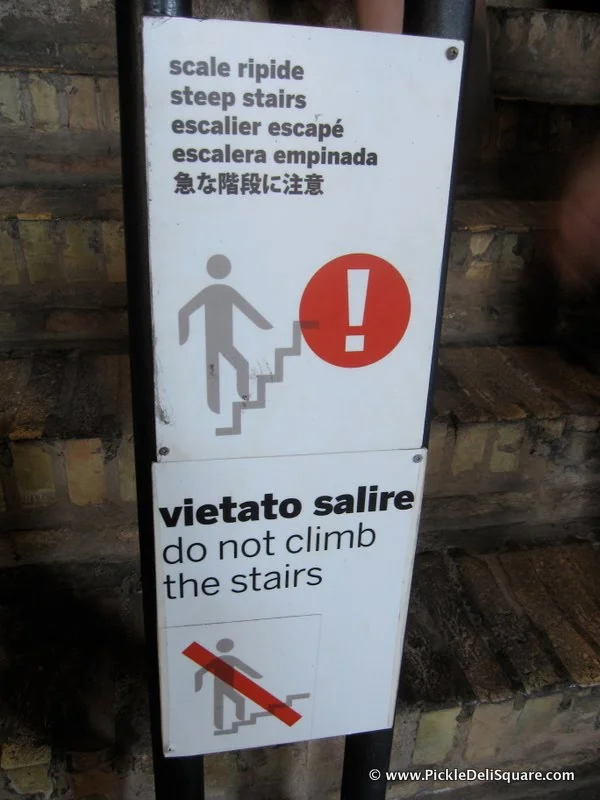 scale ripide
steep stairs
escalier escapé
escalera empinada
急な階段に注意
!
vietato salire
do not climb
the stairs
© www.PickleDeliSquare.com